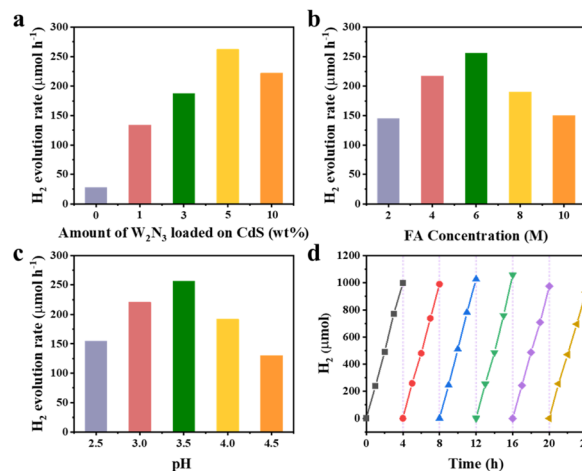 a
H₂ evolution rate (μmol h⁻¹)
300
250
200
150
100
50
0
0 1 3 5 10
Amount of W₂N₃ loaded on CdS (wt%)
b
H₂ evolution rate (μmol h⁻¹)
300
250
200
150
100
50
0
2 4 6 8 10
FA Concentration (M)
c
H₂ evolution rate (μmol h⁻¹)
300
250
200
150
100
50
0
2.5 3.0 3.5 4.0 4.5
pH
d
H₂ (μmol)
1200
1000
800
600
400
200
0
0 4 8 12 16 20
Time (h)